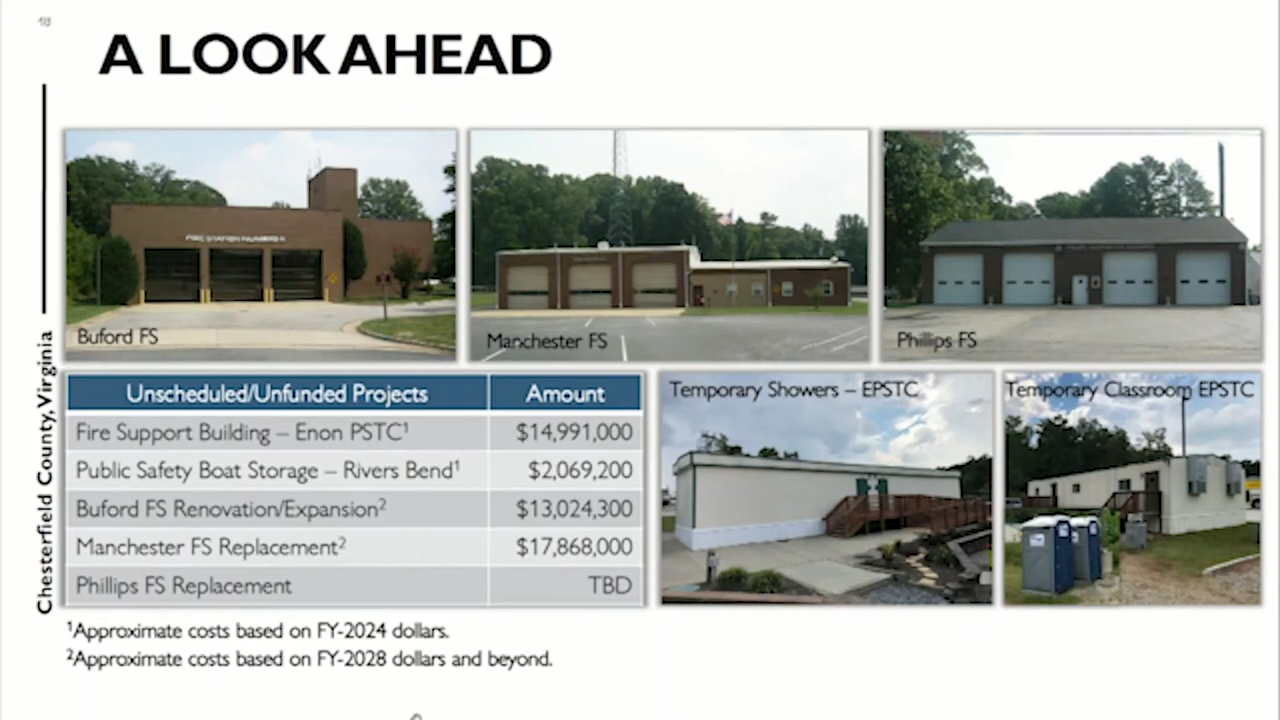 18
A LOOK AHEAD
Chesterfield County, Virginia
Buford FS
Manchester FS
Phillips FS
Unscheduled/Unfunded Projects Amount
Fire Support Building – Enon PSTC¹ $14,991,000
Public Safety Boat Storage – Rivers Bend¹ $2,069,200
Buford FS Renovation/Expansion² $13,024,300
Manchester FS Replacement² $17,868,000
Phillips FS Replacement TBD
Temporary Showers – EPSTC
Temporary Classroom EPSTC
¹Approximate costs based on FY-2024 dollars.
²Approximate costs based on FY-2028 dollars and beyond.